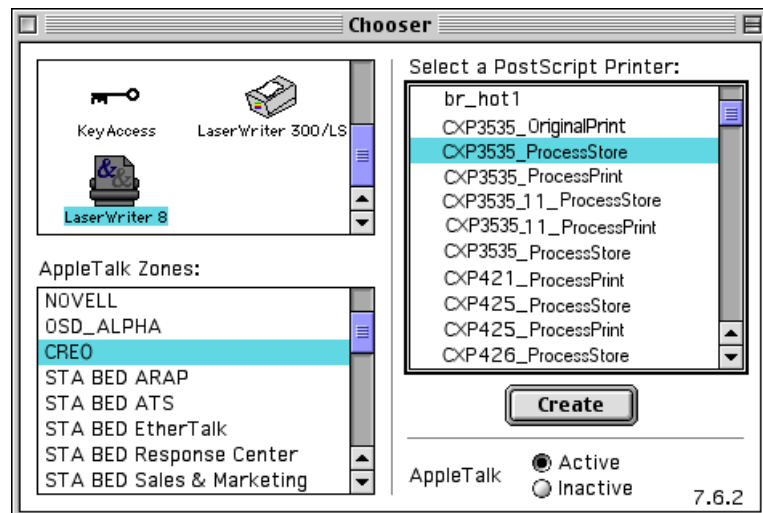 Chooser
KeyAccess
LaserWriter 300/LS
LaserWriter 8
AppleTalk Zones:
NOVELL
OSD_ALPHA
CREO
STA BED ARAP
STA BED ATS
STA BED EtherTalk
STA BED Response Center
STA BED Sales & Marketing
Select a PostScript Printer:
br_hot1
CXP3535_OriginalPrint
CXP3535_ProcessStore
CXP3535_ProcessPrint
CXP3535_11_ProcessStore
CXP3535_11_ProcessPrint
CXP3535_ProcessStore
CXP421_ProcessPrint
CXP425_ProcessStore
CXP425_ProcessPrint
CXP426_ProcessStore
Create
AppleTalk
Active
Inactive
7.6.2